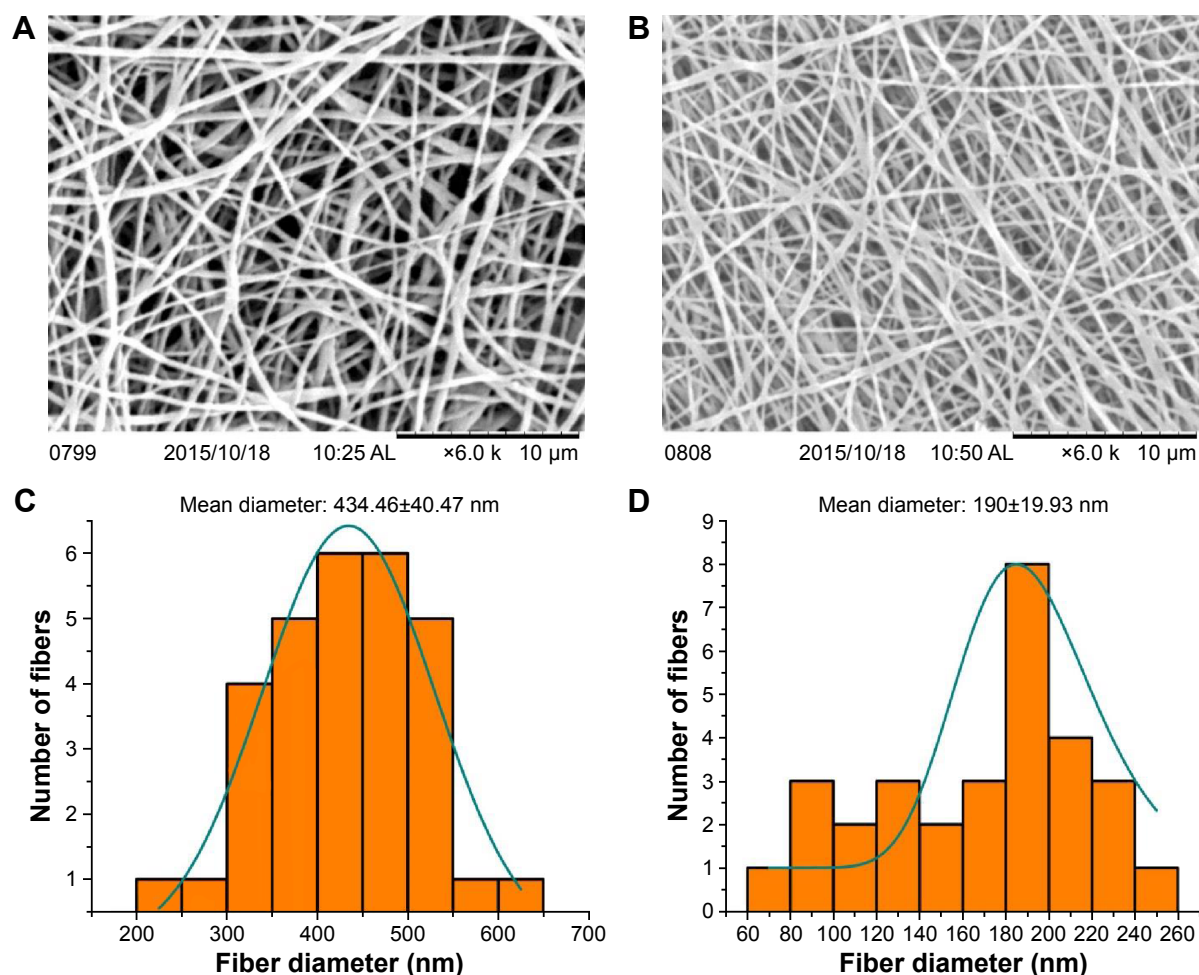 A
B
0799 2015/10/18 10:25 AL ×6.0 k 10 µm
0808 2015/10/18 10:50 AL ×6.0 k 10 µm
C
Mean diameter: 434.46±40.47 nm
Number of fibers
6
5
4
3
2
1
200 300 400 500 600 700
Fiber diameter (nm)
D
Mean diameter: 190±19.93 nm
Number of fibers
9
8
7
6
5
4
3
2
1
0
60 80 100 120 140 160 180 200 220 240 260
Fiber diameter (nm)